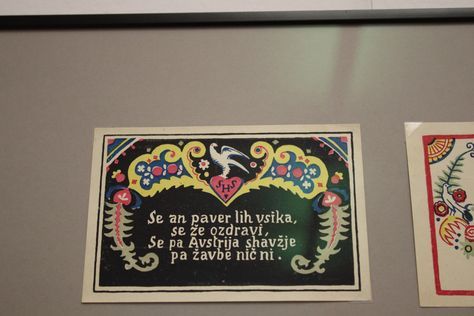 SHS
Se an paver lih vsika,
se že ozdravi,
Se pa Avstrija shavžje
pa žavbe nič ni.